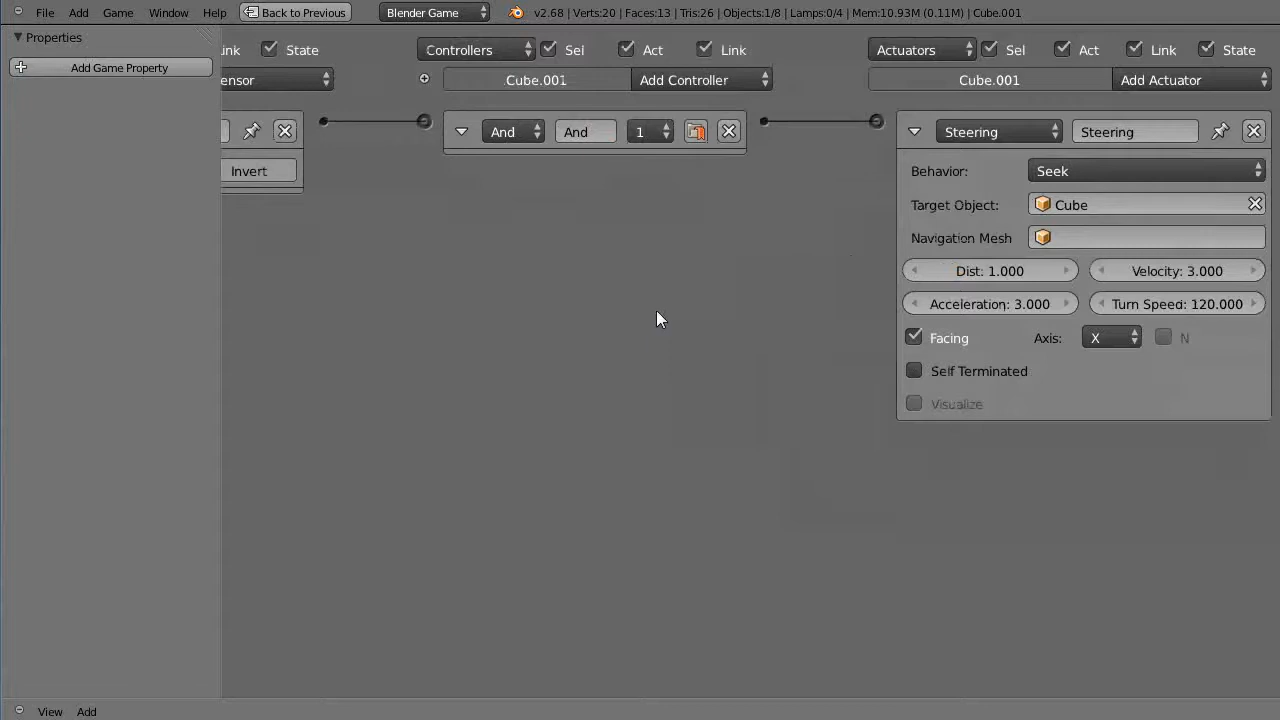 File Add Game Window Help Back to Previous Blender Game v2.68 | Verts:20 | Faces:13 | Tris:26 | Objects:1/8 | Lamps:0/4 | Mem:10.93M (0.11M) | Cube.001
Properties
ink State Controllers Sel Act Link Actuators Sel Act Link State
Add Game Property ensor Cube.001 Add Controller Cube.001 Add Actuator
And And 1 Steering Steering
Invert Behavior: Seek
Target Object: Cube
Navigation Mesh
Dist: 1.000 Velocity: 3.000
Acceleration: 3.000 Turn Speed: 120.000
Facing Axis: X N
Self Terminated
Visualize
View Add